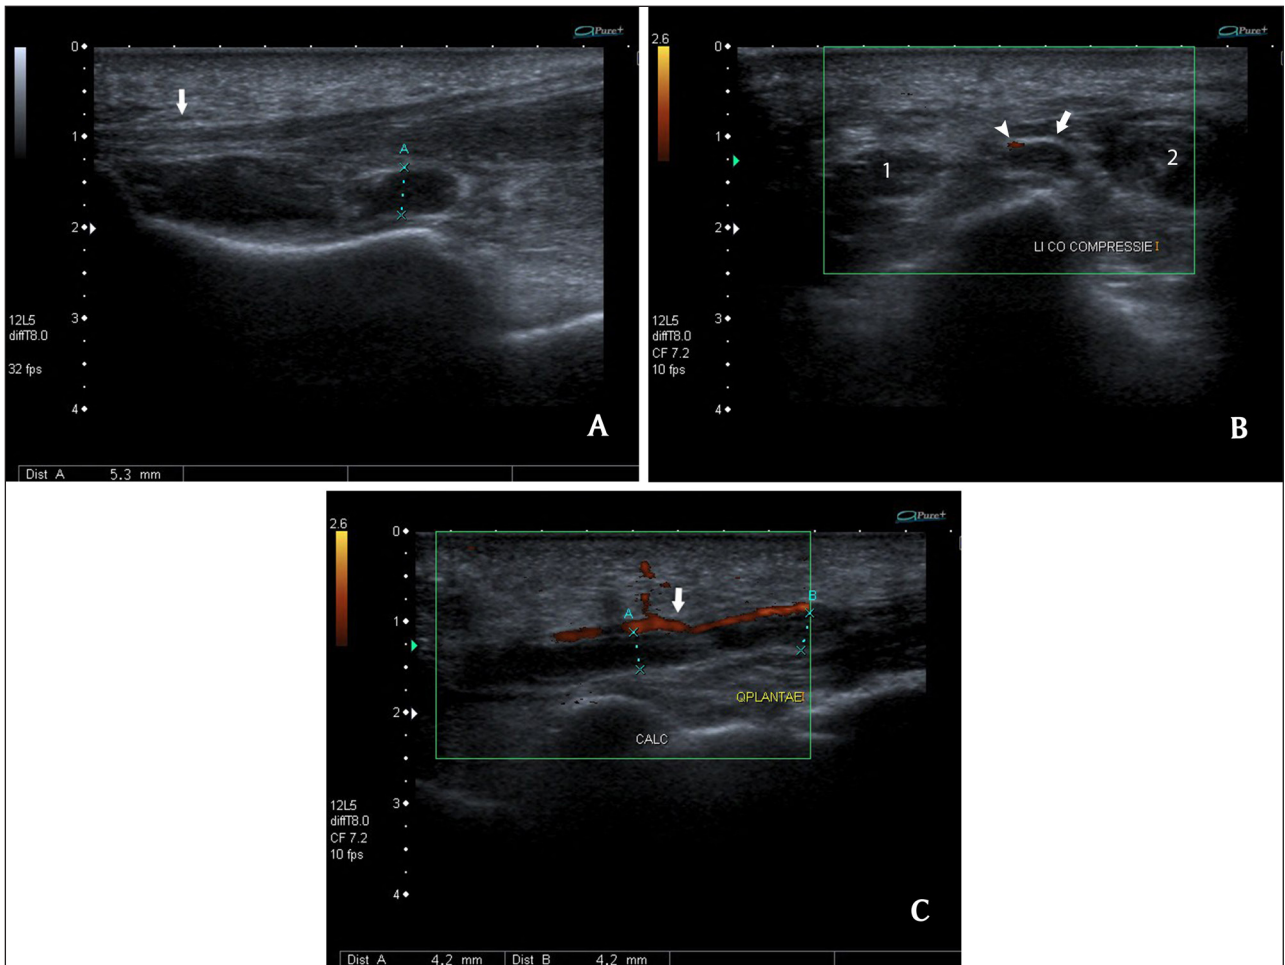 aPure+
0
1
2
3
4
A
12L5
diffT8.0
32 fps
A
Dist A 5.3 mm
aPure+
2.6
0
1
2
3
4
1
2
LI CO COMPRESSIE
12L5
diffT8.0
CF 7.2
10 fps
B
aPure+
2.6
0
1
2
3
4
A
B
QPLANTAE
CALC
12L5
diffT8.0
CF 7.2
10 fps
C
Dist A 4.2 mm Dist B 4.2 mm